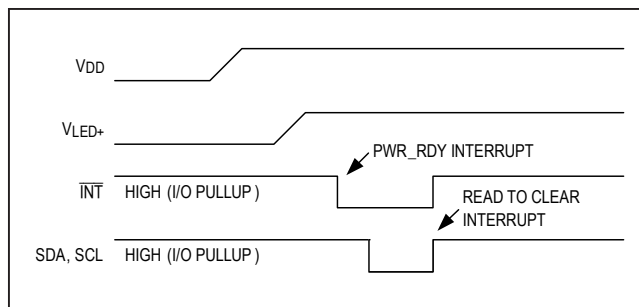 VDD
VLED+
PWR_RDY INTERRUPT
INT HIGH (I/O PULLUP )
READ TO CLEAR
INTERRUPT
SDA, SCL HIGH (I/O PULLUP )